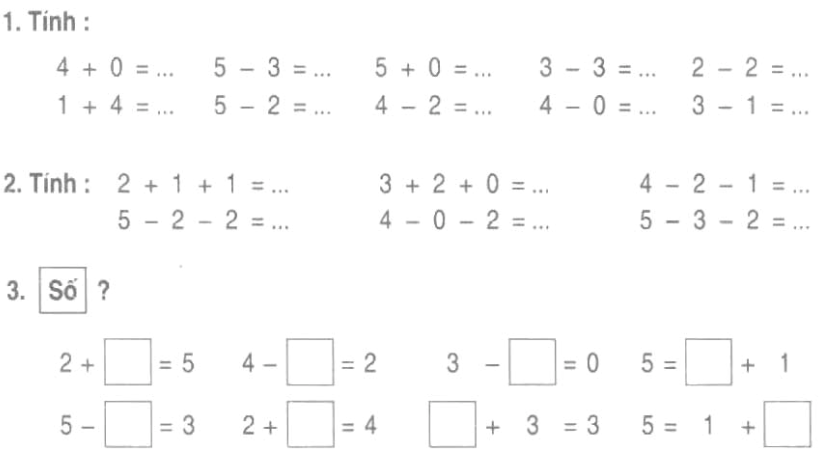 1. Tính :
4 + 0 = ... 5 – 3 = ... 5 + 0 = ... 3 – 3 = ... 2 – 2 = ...
1 + 4 = ... 5 – 2 = ... 4 – 2 = ... 4 – 0 = ... 3 – 1 = ...
2. Tính : 2 + 1 + 1 = ... 3 + 2 + 0 = ... 4 – 2 – 1 = ...
5 – 2 – 2 = ... 4 – 0 – 2 = ... 5 – 3 – 2 = ...
3. Số ?
2 + □ = 5 4 – □ = 2 3 – □ = 0 5 = □ + 1
5 – □ = 3 2 + □ = 4 □ + 3 = 3 5 = 1 + □